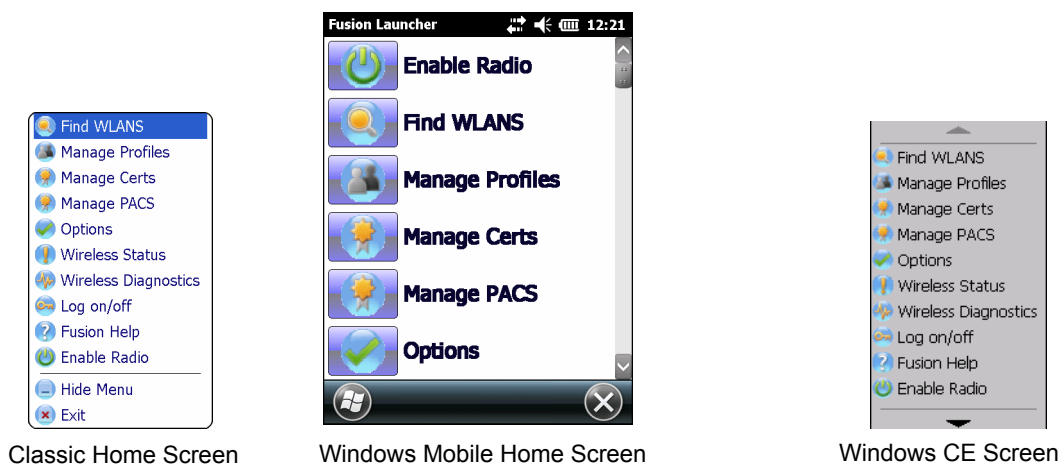 Find WLANS
Manage Profiles
Manage Certs
Manage PACS
Options
Wireless Status
Wireless Diagnostics
Log on/off
Fusion Help
Enable Radio
Hide Menu
Exit
Classic Home Screen
Fusion Launcher 12:21
Enable Radio
Find WLANS
Manage Profiles
Manage Certs
Manage PACS
Options
Windows Mobile Home Screen
Find WLANS
Manage Profiles
Manage Certs
Manage PACS
Options
Wireless Status
Wireless Diagnostics
Log on/off
Fusion Help
Enable Radio
Windows CE Screen